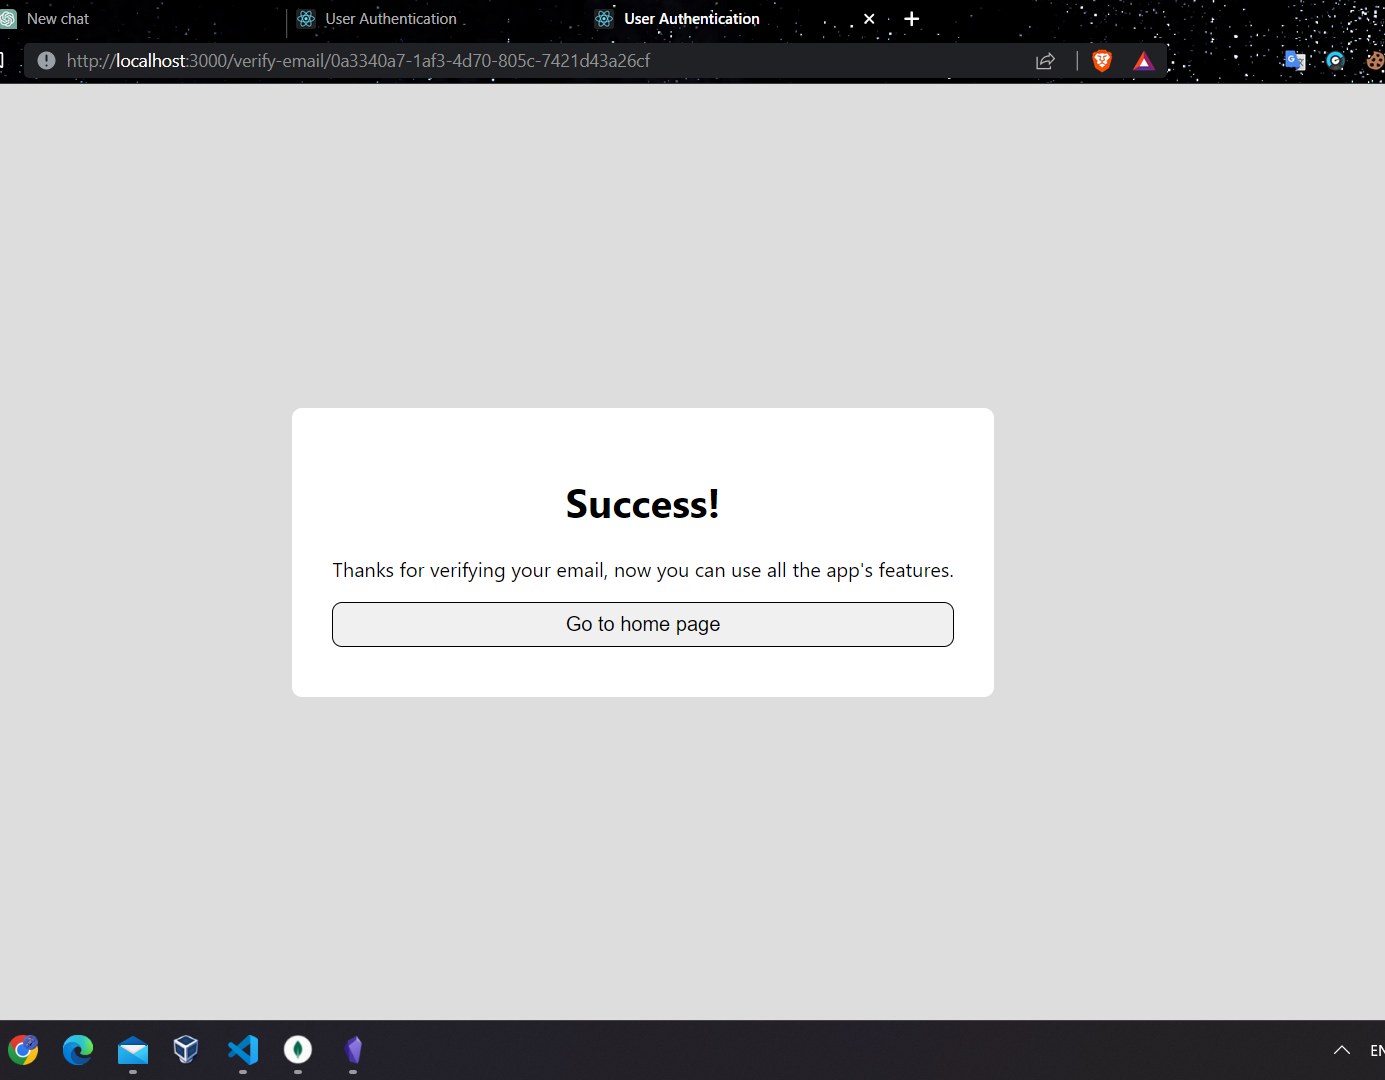 New chat
User Authentication
User Authentication
http://localhost:3000/verify-email/0a3340a7-1af3-4d70-805c-7421d43a26cf
Success!
Thanks for verifying your email, now you can use all the app's features.
Go to home page
EN